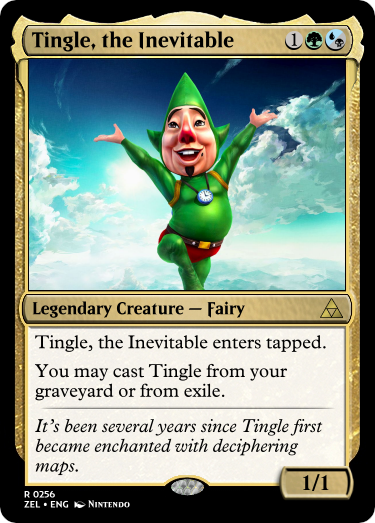 Tingle, the Inevitable 1
Legendary Creature — Fairy
Tingle, the Inevitable enters tapped.
You may cast Tingle from your
graveyard or from exile.
It's been several years since Tingle first
became enchanted with deciphering
maps.
1/1
R 0256
ZEL • ENG Nintendo